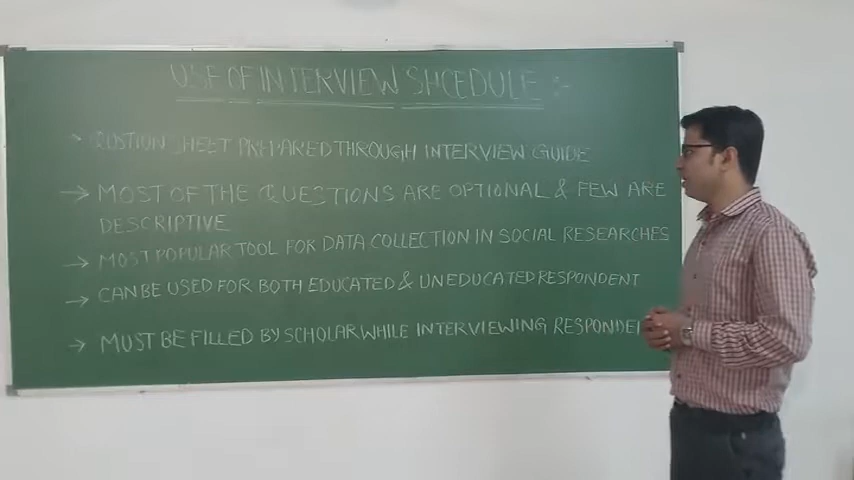 USE OF INTERVIEW SHCEDULE :-
→ QUSTION SHEET PREPARED THROUGH INTERVIEW GUIDE
→ MOST OF THE QUESTIONS ARE OPTIONAL & FEW ARE
DESCRIPTIVE
→ MOST POPULAR TOOL FOR DATA COLLECTION IN SOCIAL RESEARCHES
→ CAN BE USED FOR BOTH EDUCATED & UNEDUCATED RESPONDENT
→ MUST BE FILLED BY SCHOLAR WHILE INTERVIEWING RESPONDE